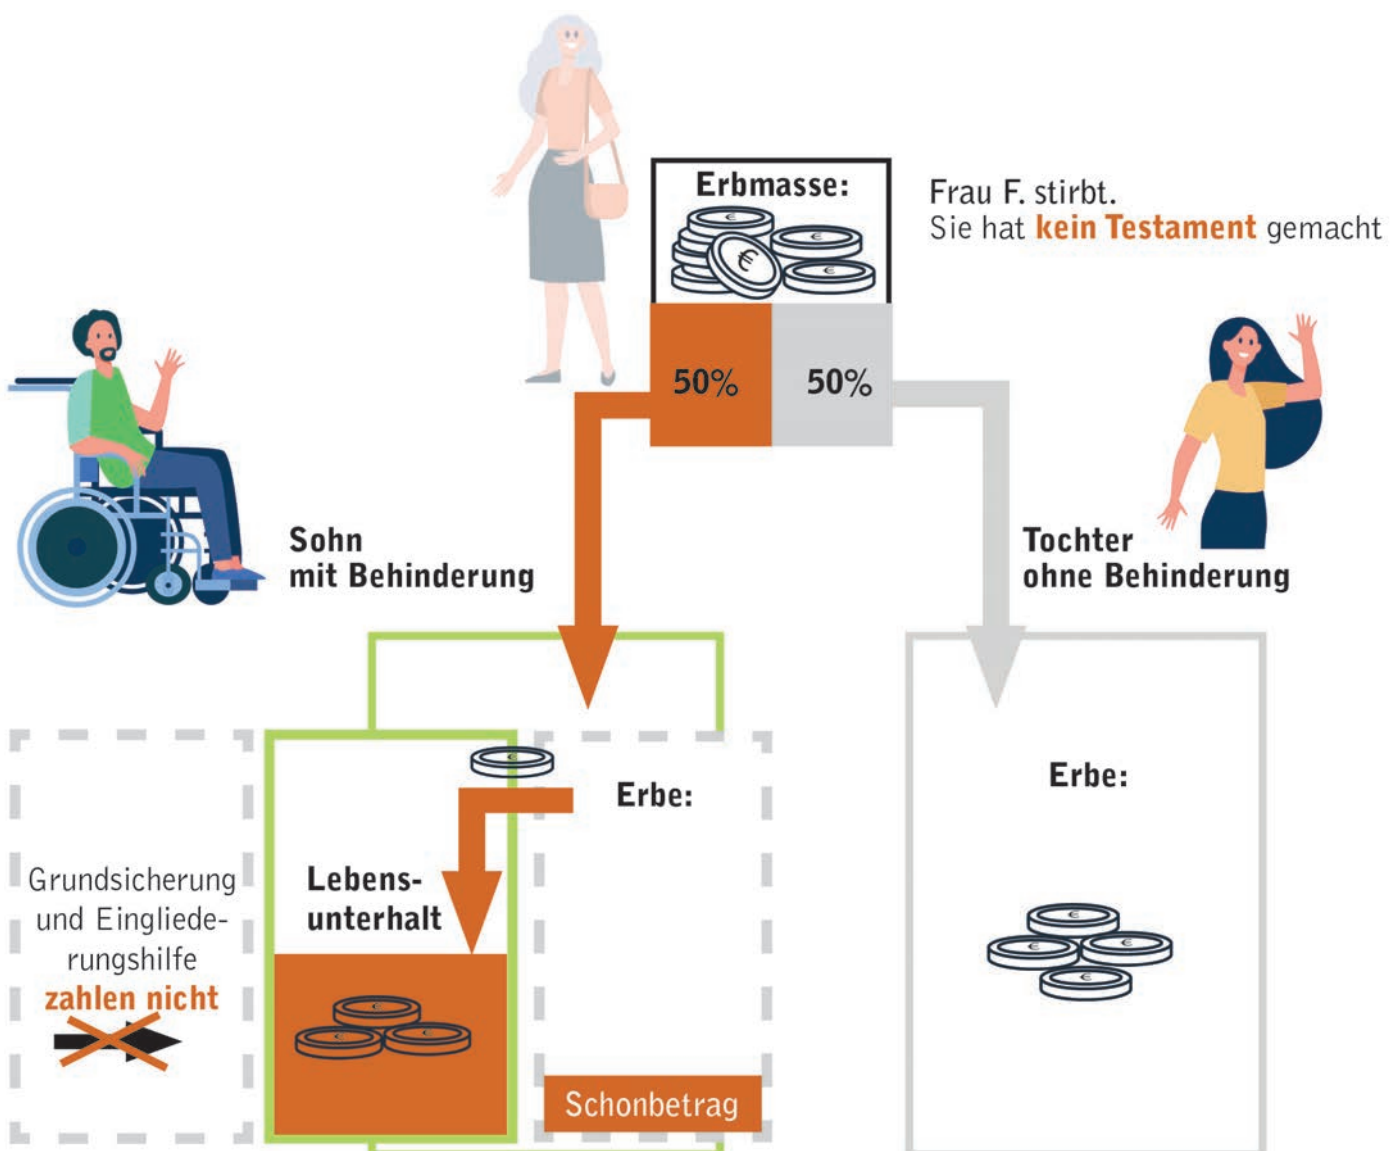 Erbmasse:
Frau F. stirbt.
Sie hat kein Testament gemacht
€
€
€
€
50%
50%
Sohn
mit Behinderung
Tochter
ohne Behinderung
€
Erbe:
Erbe:
Grundsicherung
und Eingliede-
rungshilfe
zahlen nicht
Lebens-
unterhalt
€
€
€
€
€
€
€
Schonbetrag